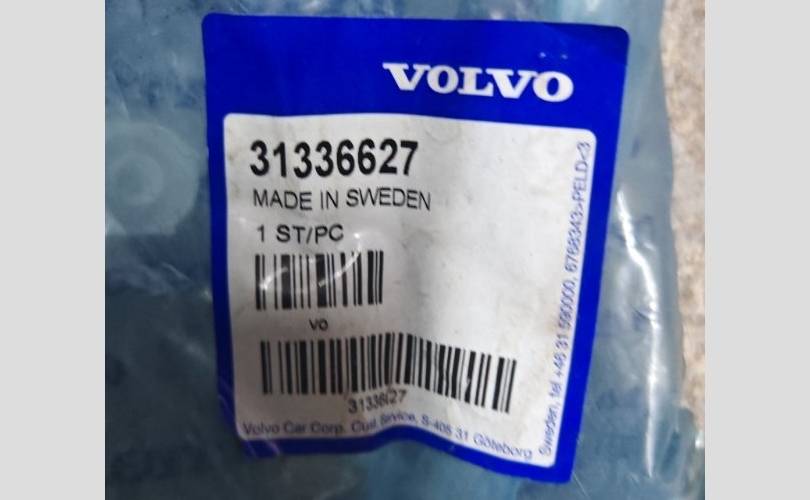 VOLVO
31336627
MADE IN SWEDEN
1 ST/PC
VO
31336627
Volvo Car Corp. Cust Service, S-405 31 Göteborg
Sweden, tel +46 31 590000, 6768343>PELD<3